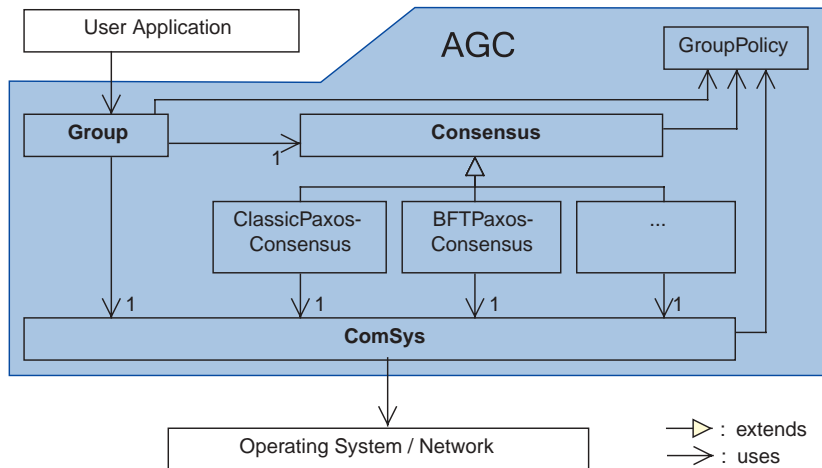 User Application
AGC
GroupPolicy
Group
Consensus
1
ClassicPaxos-
Consensus
BFTPaxos-
Consensus
...
1
1
1
1
ComSys
Operating System / Network
: extends
: uses